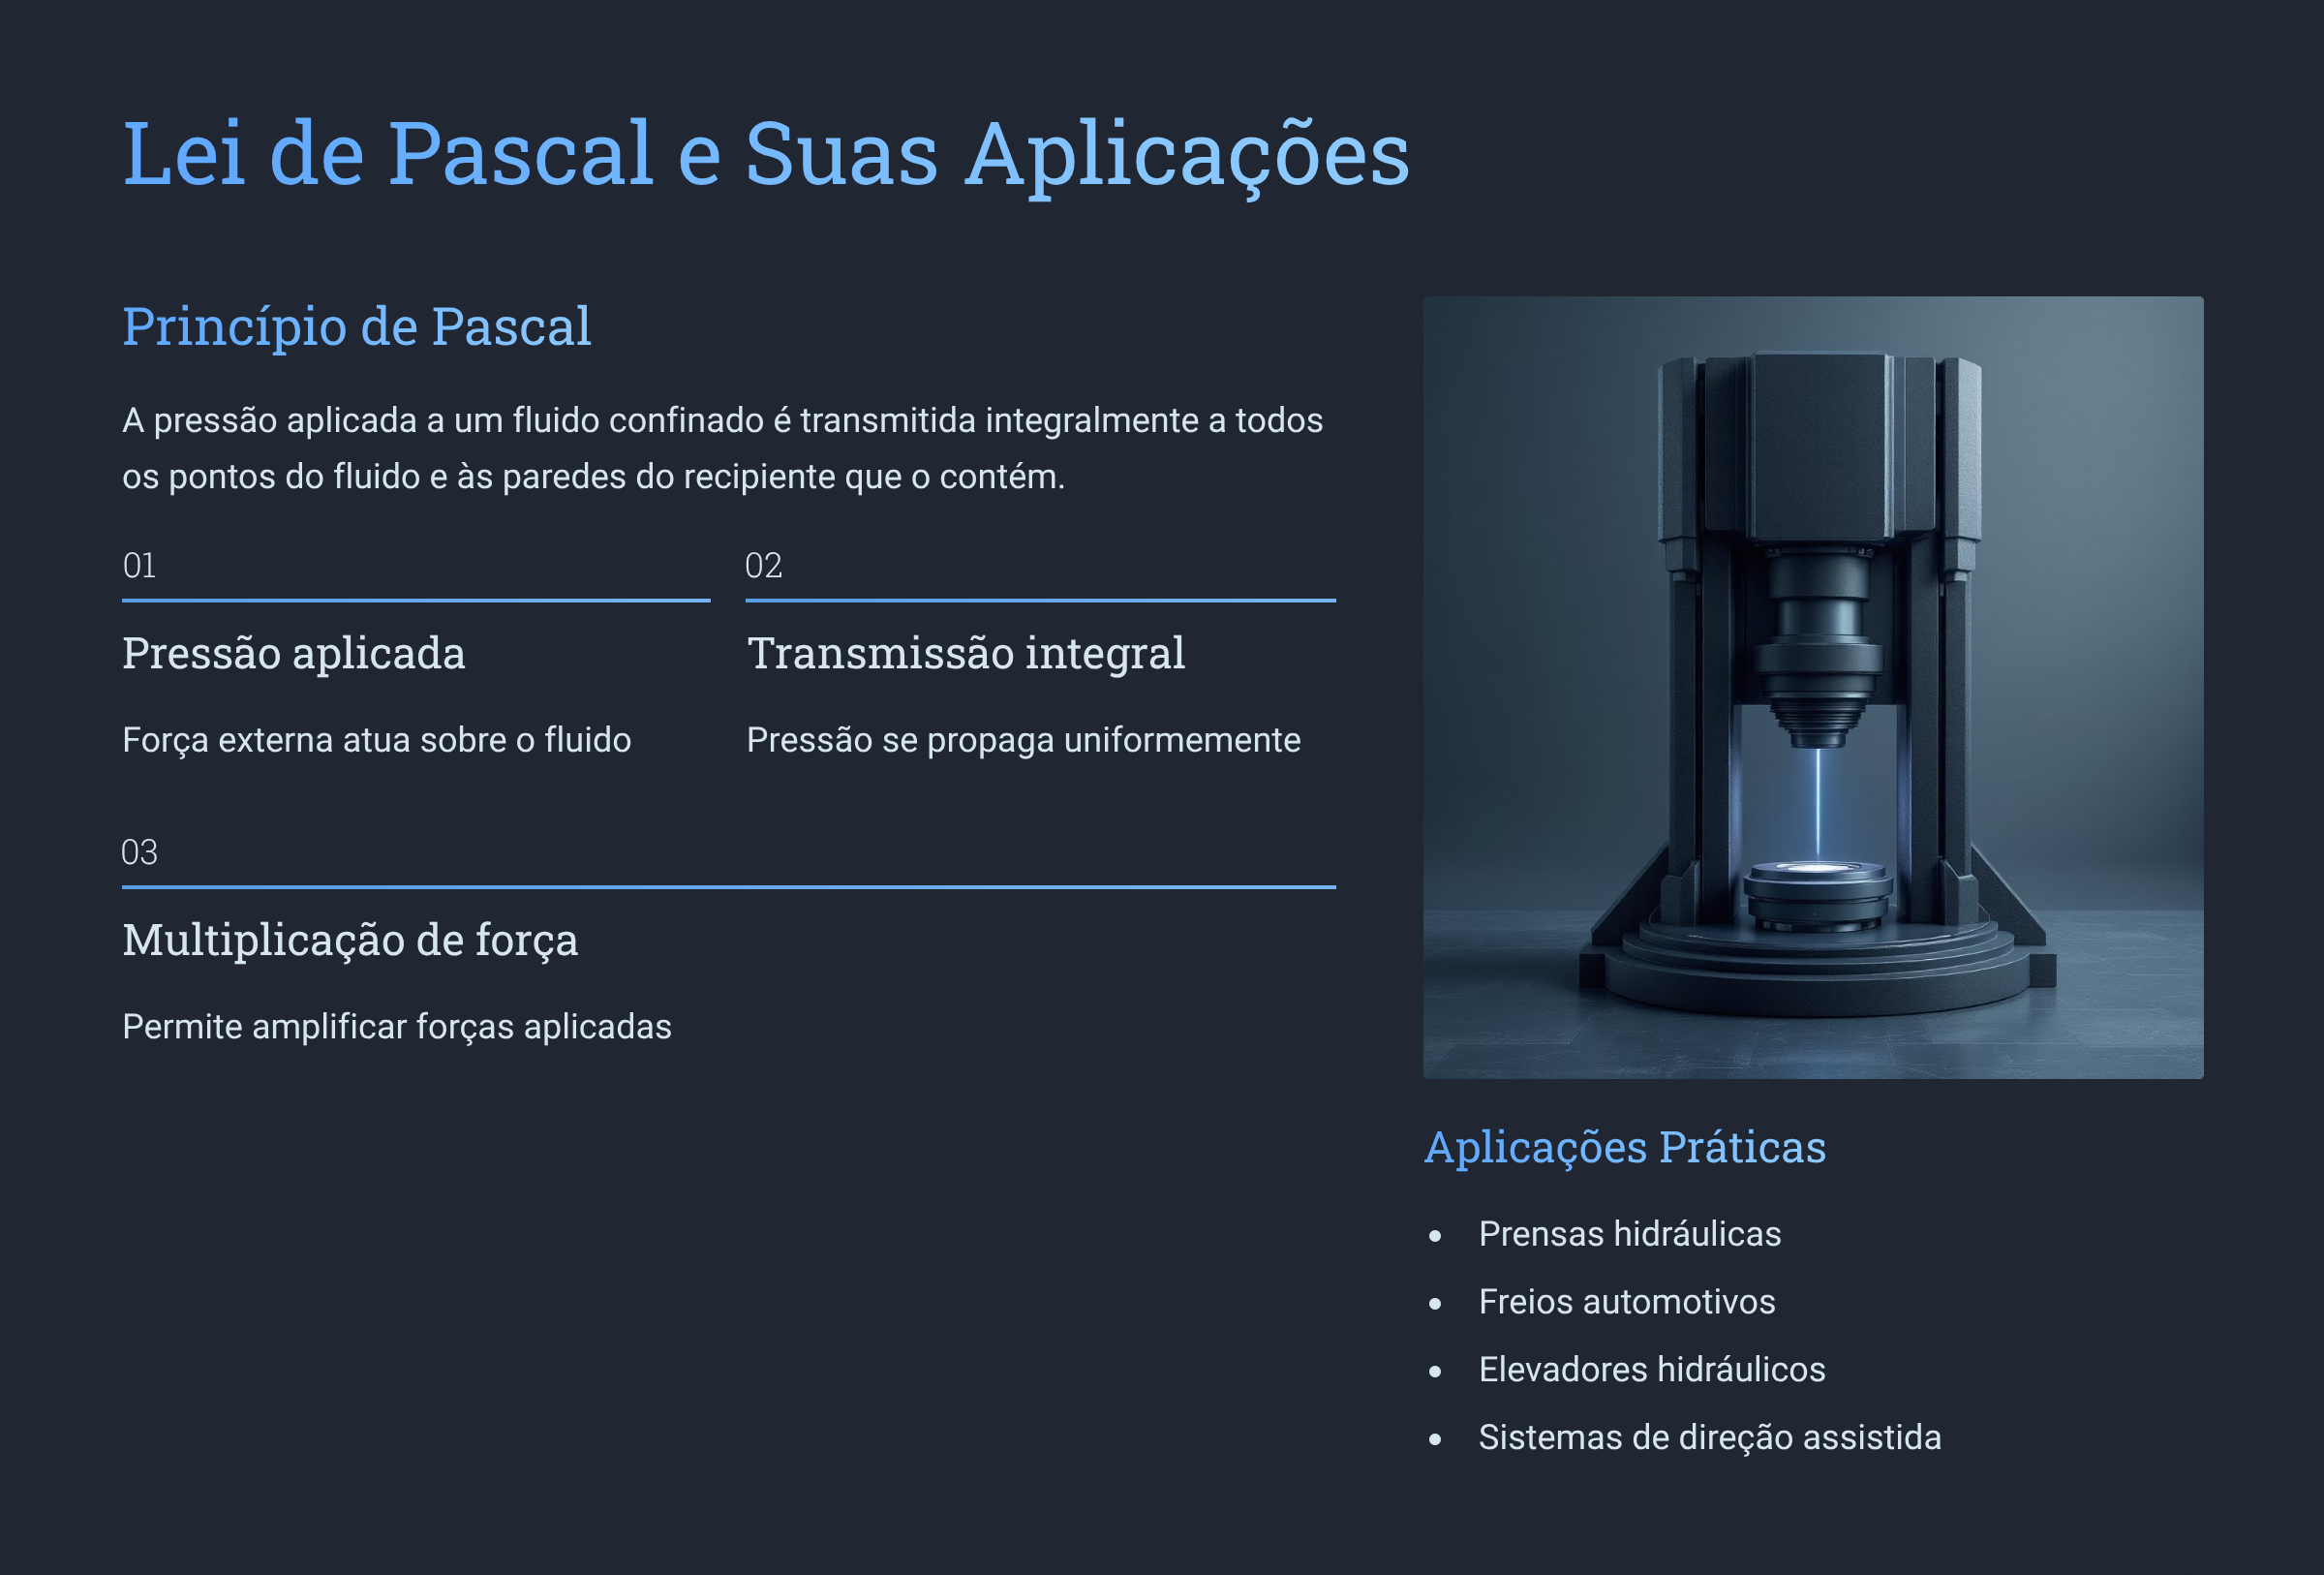 Lei de Pascal e Suas Aplicações
Princípio de Pascal
A pressão aplicada a um fluido confinado é transmitida integralmente a todos
os pontos do fluido e às paredes do recipiente que o contém.
01
Pressão aplicada
Força externa atua sobre o fluido
02
Transmissão integral
Pressão se propaga uniformemente
03
Multiplicação de força
Permite amplificar forças aplicadas
Aplicações Práticas
• Prensas hidráulicas
• Freios automotivos
• Elevadores hidráulicos
• Sistemas de direção assistida